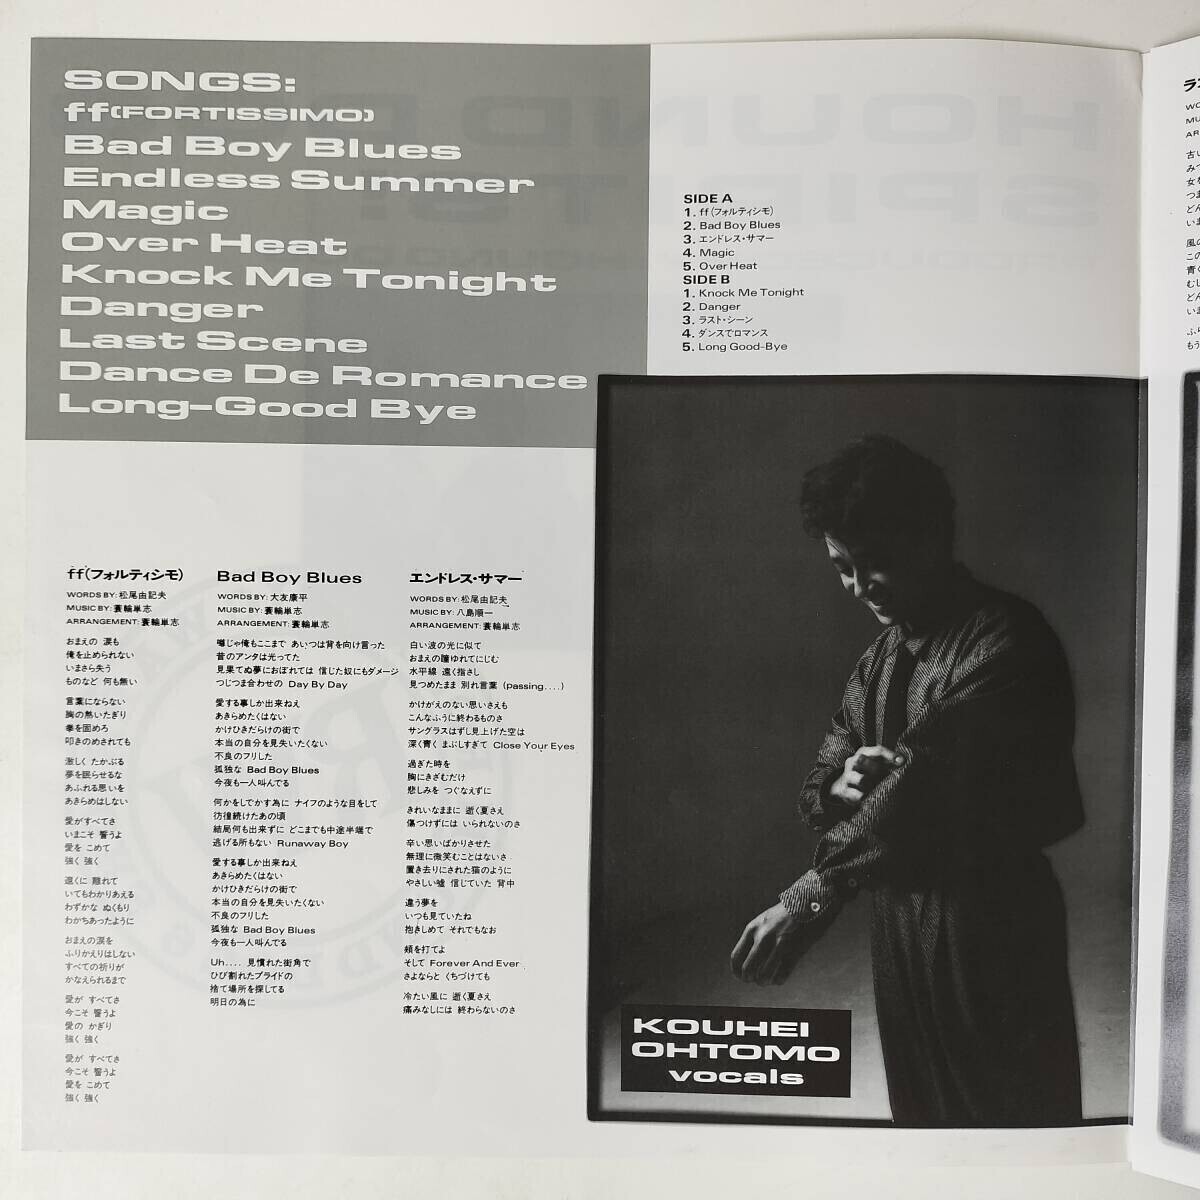 SONGS:
ff(FORTISSIMO)
Bad Boy Blues
Endless Summer
Magic
Over Heat
Knock Me Tonight
Danger
Last Scene
Dance De Romance
Long-Good Bye
SIDE A
1. ff(フォルティシモ)
2. Bad Boy Blues
3. エンドレス・サマー
4. Magic
5. Over Heat
SIDE B
1. Knock Me Tonight
2. Danger
3. ラスト・シーン
4. ダンスでロマンス
5. Long Good-Bye
ff(フォルティシモ)
WORDS BY: 松尾由記夫
MUSIC BY: 蓑輪単志
ARRANGEMENT: 蓑輪単志
おまえの 涙も
俺を止められない
いまさら失う
ものなど 何も無い
言葉にならない
胸の熱いたぎり
拳を固めろ
叩きのめされても
激しく たかぶる
夢を眠らせるな
あふれる思いを
あきらめはしない
愛がすべてさ
いまこそ 誓うよ
愛を こめて
強く 強く
遠くに 離れて
いてもわかりあえる
わずかな ぬくもり
わかちあったように
おまえの涙を
ふりかえりはしない
すべての祈りが
かなえられるまで
愛が すべてさ
今こそ 誓うよ
愛の かぎり
強く 強く
愛が すべてさ
今こそ 誓うよ
愛を こめて
強く 強く
Bad Boy Blues
WORDS BY: 大友康平
MUSIC BY: 蓑輪単志
ARRANGEMENT: 蓑輪単志
噂じゃ俺もここまで あいつは背を向け言った
昔のアンタは光ってた
見果てぬ夢におぼれては 信じた奴にもダメージ
つじつま合わせの Day By Day
愛する事しか出来ねえ
あきらめたくはない
かけひきだらけの街で
本当の自分を見失いたくない
不良のフリした
孤独な Bad Boy Blues
今夜も一人叫んでる
何かをしでかす為に ナイフのような目をして
彷徨続けたあの頃
結局何も出来ずに どこまでも中途半端で
逃げる所もない Runaway Boy
愛する事しか出来ねえ
あきらめたくはない
かけひきだらけの街で
本当の自分を見失いたくない
不良のフリした
孤独な Bad Boy Blues
今夜も一人叫んでる
Uh.... 見慣れた街角で
ひび割れたプライドの
捨て場所を探してる
明日の為に
エンドレス・サマー
WORDS BY: 松尾由記夫
MUSIC BY: 八島順一
ARRANGEMENT: 蓑輪単志
白い波の光に似て
おまえの瞳ゆれてにじむ
水平線 遠く指さし
見つめたまま 別れ言葉 (passing....)
かけがえのない思いさえも
こんなふうに終わるものさ
サングラスはずし見上げた空は
深く青く まぶしすぎて Close Your Eyes
過ぎた時を
胸にきざむだけ
悲しみを つぐなえずに
きれいなままに 逝く夏さえ
傷つけずには いられないのさ
辛い思いばかりさせた
無理に微笑むことはないさ
置き去りにされた猫のように
やさしい嘘 信じていた 背中
違う夢を
いつも見ていたね
抱きしめて それでもなお
頬を打てよ
そして Forever And Ever
さよならと くちづけても
冷たい風に 逝く夏さえ
痛みなしには 終わらないのさ
KOUHEI
OHTOMO
vocals